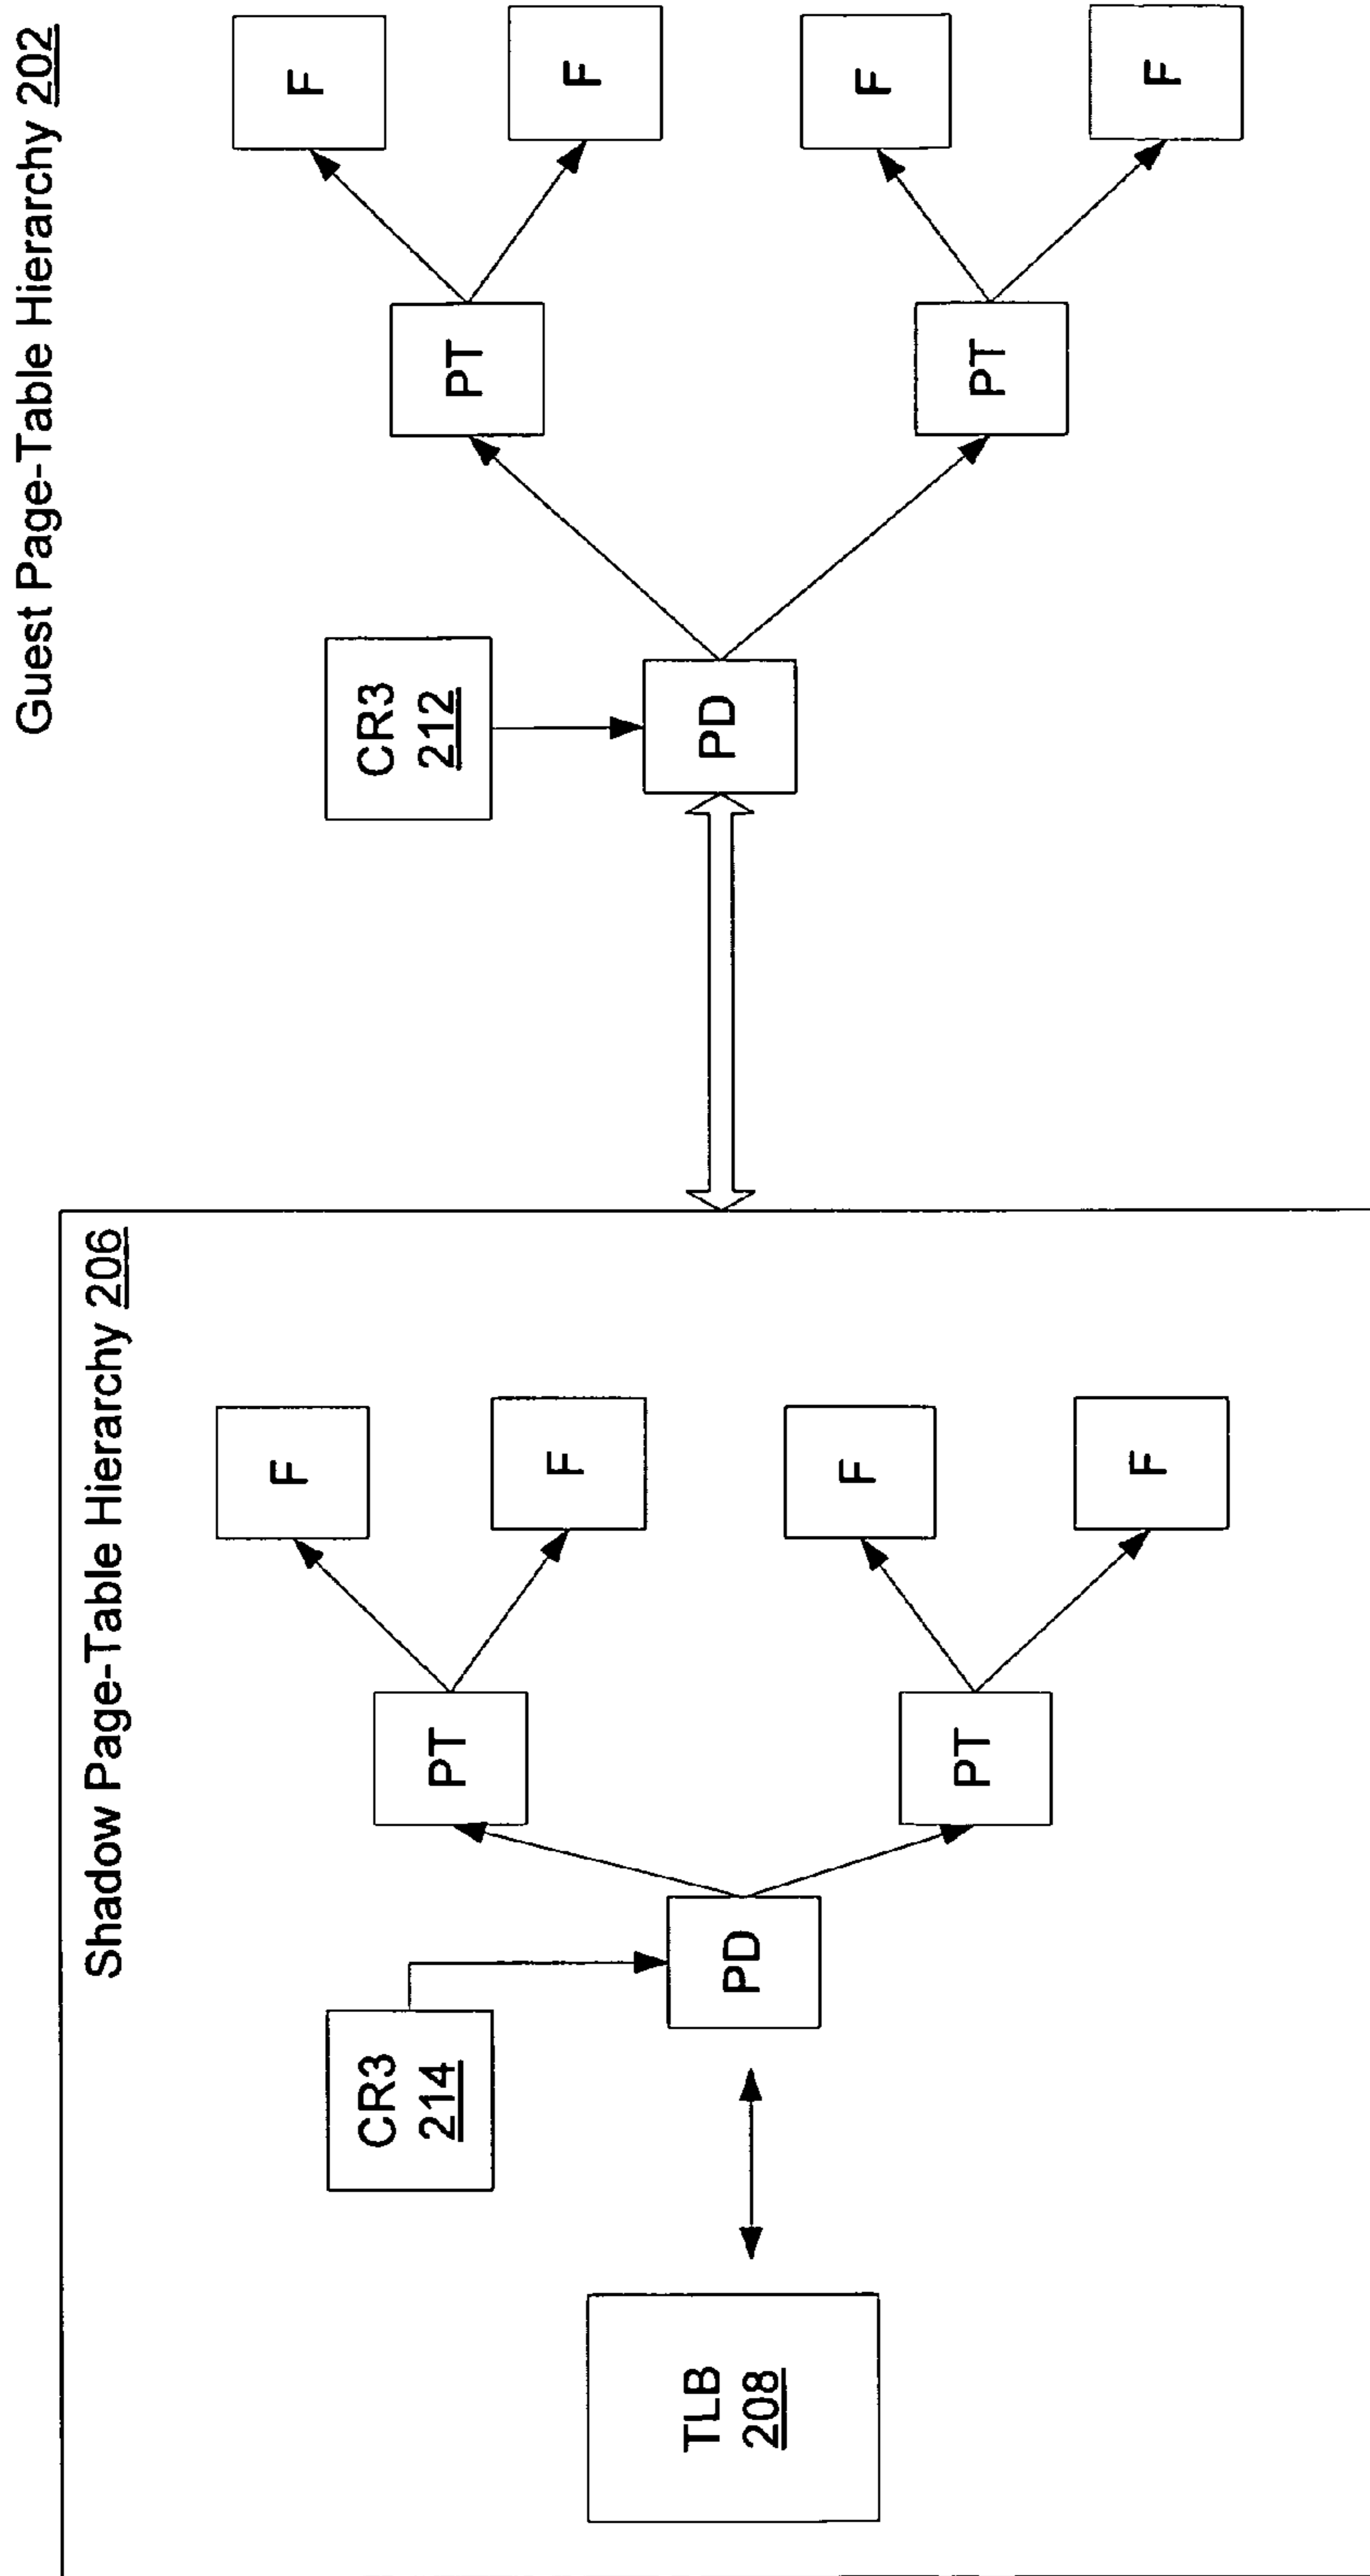 Guest Page-Table Hierarchy 202
Shadow Page-Table Hierarchy 206
F
F
CR3
214
PT
F
F
CR3
212
PT
TLB
208
PD
PD
F
F
PT
PT
F
F